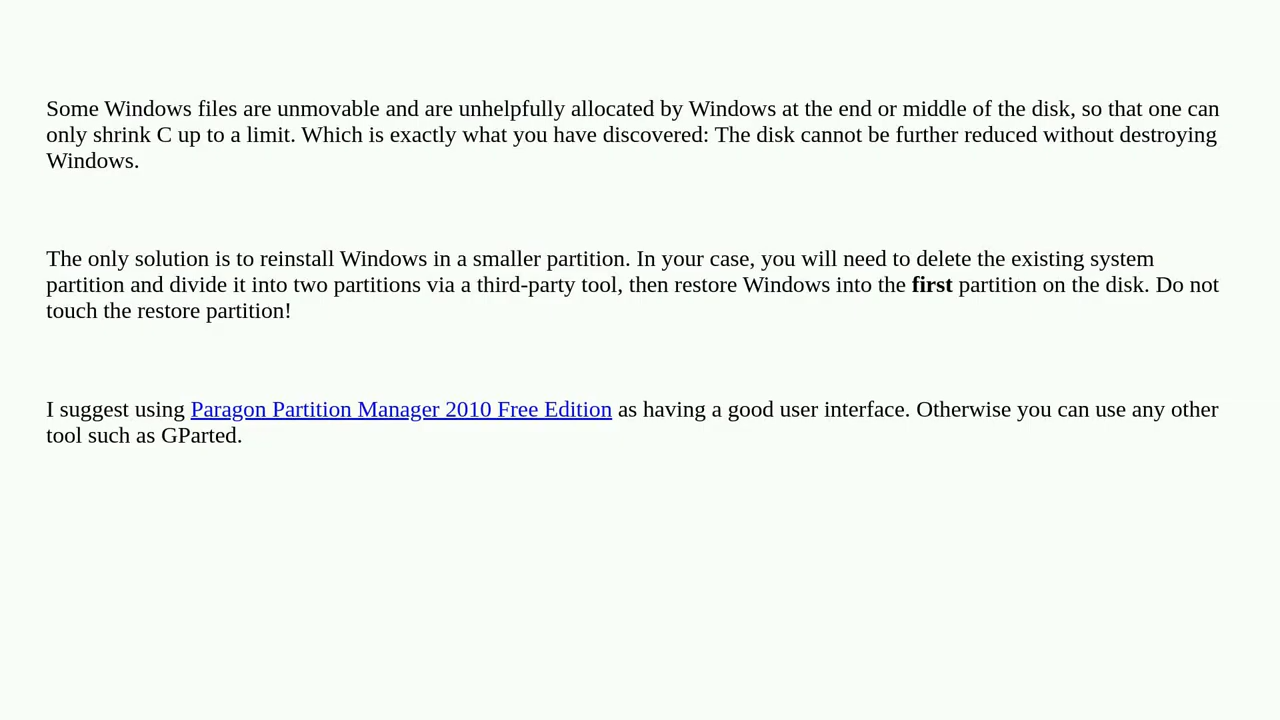 Some Windows files are unmovable and are unhelpfully allocated by Windows at the end or middle of the disk, so that one can
only shrink C up to a limit. Which is exactly what you have discovered: The disk cannot be further reduced without destroying
Windows.
The only solution is to reinstall Windows in a smaller partition. In your case, you will need to delete the existing system
partition and divide it into two partitions via a third-party tool, then restore Windows into the first partition on the disk. Do not
touch the restore partition!
I suggest using Paragon Partition Manager 2010 Free Edition as having a good user interface. Otherwise you can use any other
tool such as GParted.